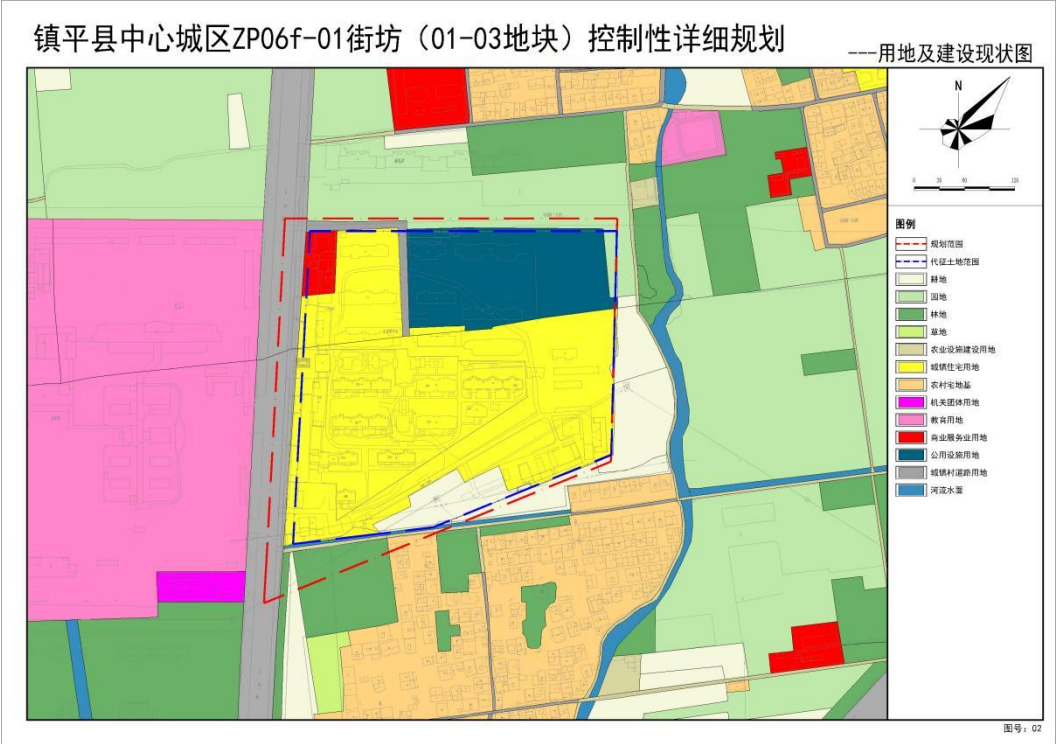 镇平县中心城区ZP06f-01街坊（01-03地块）控制性详细规划
---用地及建设现状图
N
图例
规划范围
代征土地范围
耕地
园地
林地
草地
农业设施建设用地
城镇住宅用地
农村宅地基
机关团体用地
教育用地
商业服务业用地
公用设施用地
城镇村道路用地
河流水面
图号：02